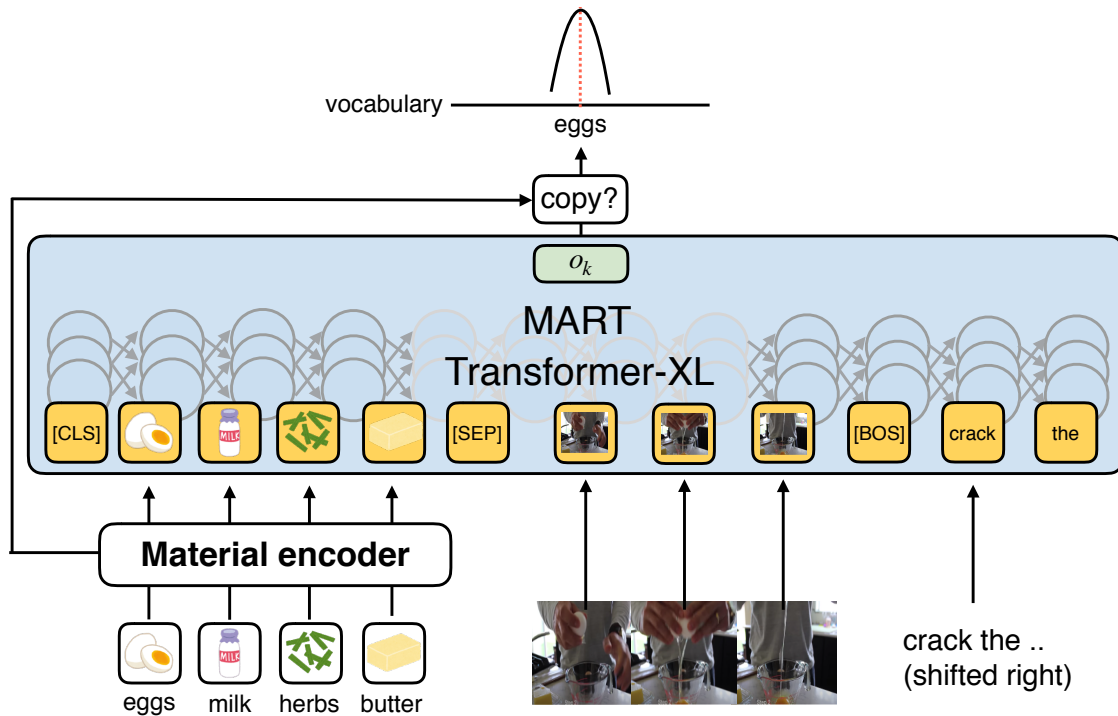 vocabulary
eggs
copy?
o_k
MART
Transformer-XL
[CLS]
MILK
[SEP]
[BOS]
crack
the
Material encoder
MILK
eggs
milk
herbs
butter
crack the ..
(shifted right)